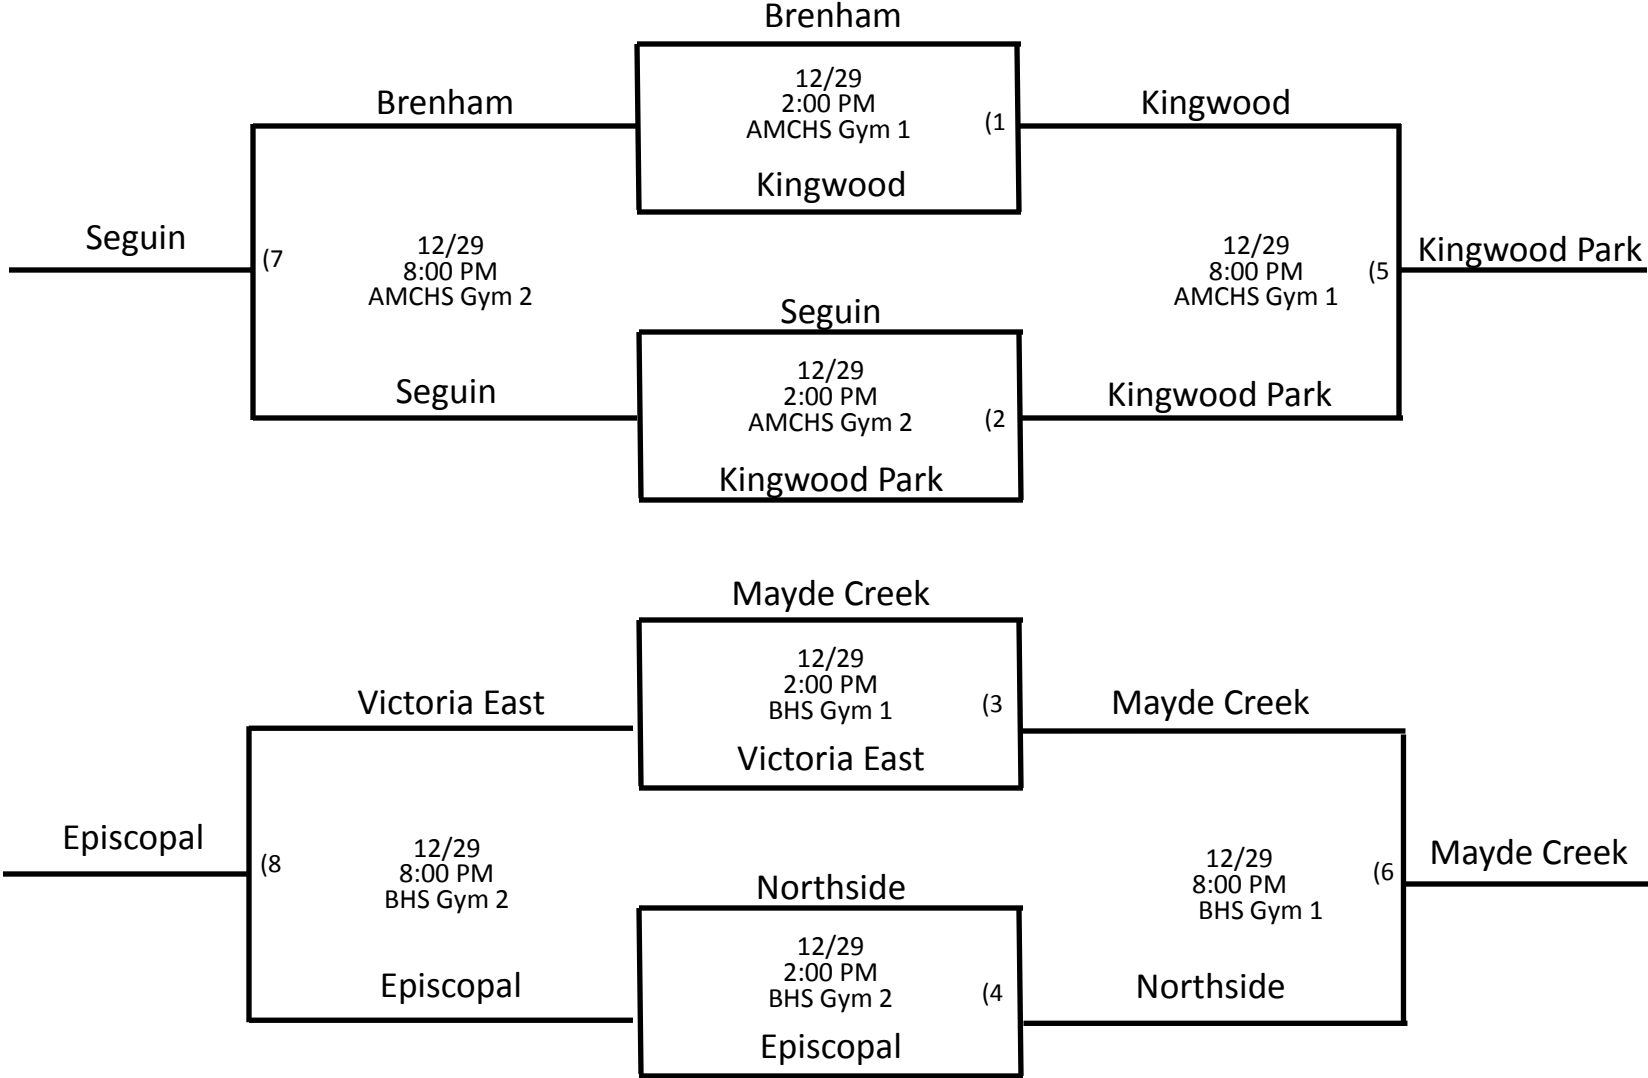 Brenham
12/29
2:00 PM
AMCHS Gym 1
(1
Kingwood
Brenham
Kingwood
Seguin
(7
12/29
8:00 PM
AMCHS Gym 2
12/29
8:00 PM
AMCHS Gym 1
(5
Kingwood Park
Seguin
12/29
2:00 PM
AMCHS Gym 2
(2
Kingwood Park
Seguin
Kingwood Park
Mayde Creek
12/29
2:00 PM
BHS Gym 1
(3
Victoria East
Victoria East
Mayde Creek
Episcopal
(8
12/29
8:00 PM
BHS Gym 2
12/29
8:00 PM
BHS Gym 1
(6
Mayde Creek
Northside
12/29
2:00 PM
BHS Gym 2
(4
Episcopal
Episcopal
Northside